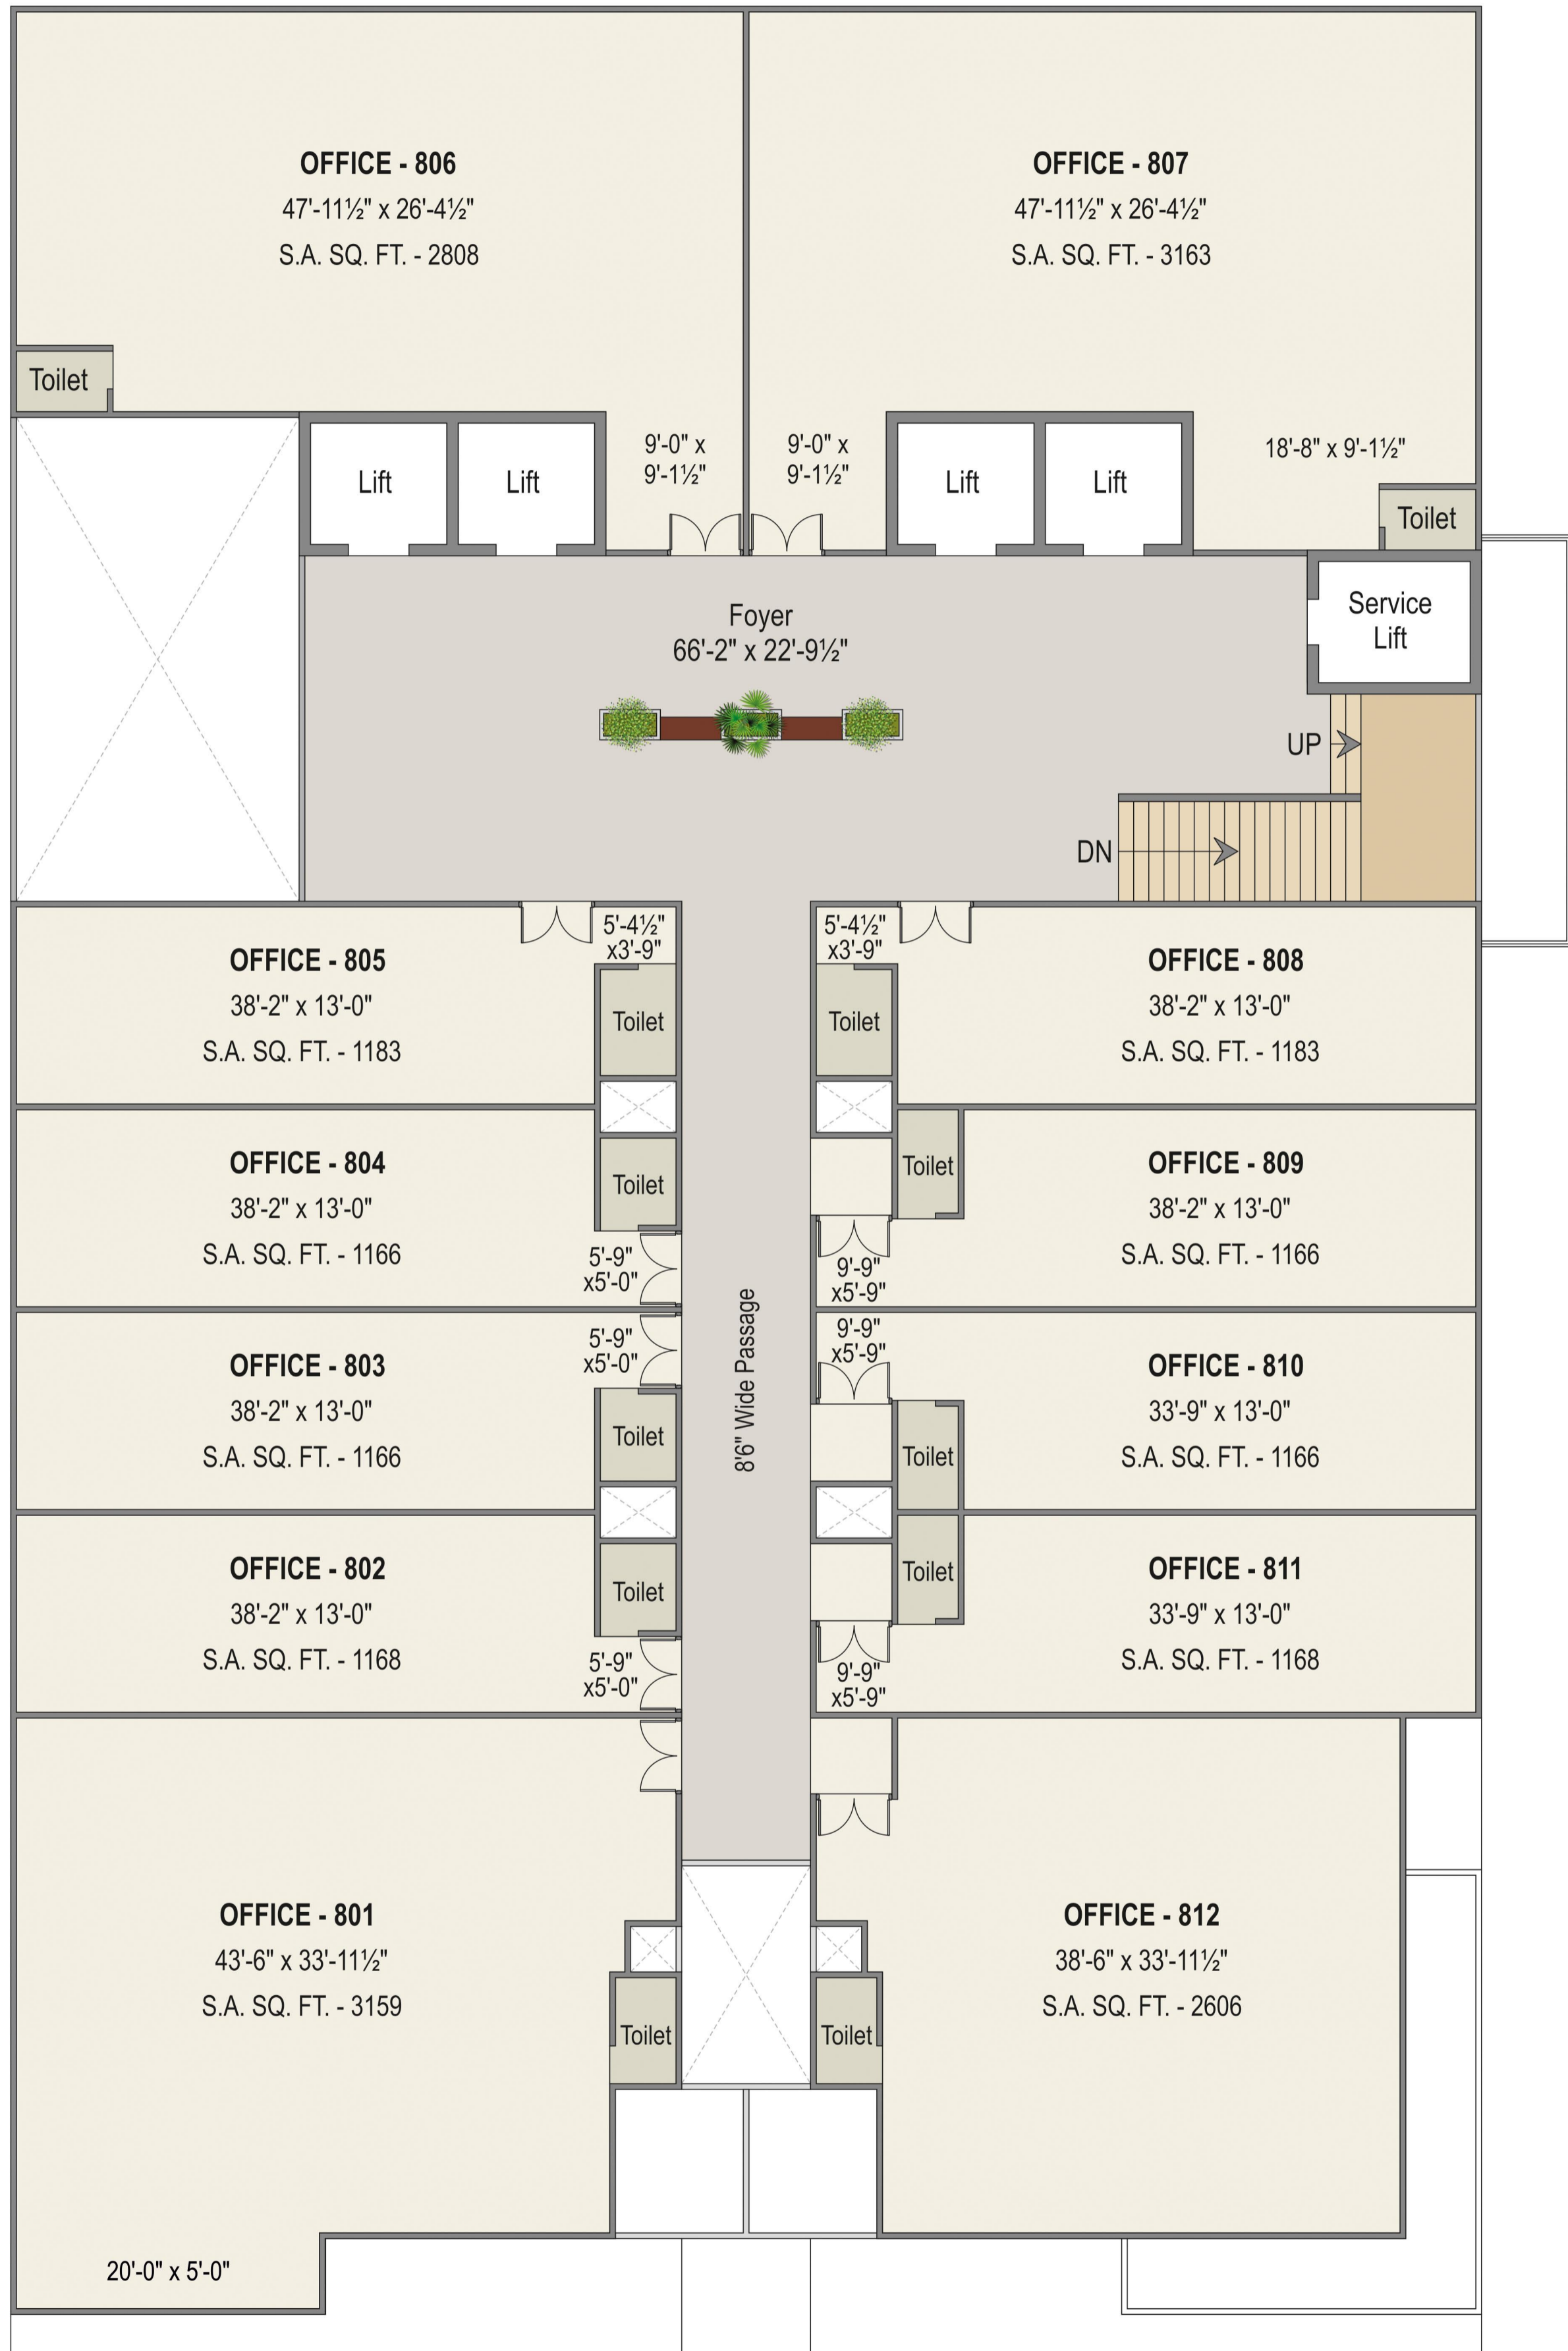 OFFICE - 806
47'-11½" x 26'-4½"
S.A. SQ. FT. - 2808
OFFICE - 807
47'-11½" x 26'-4½"
S.A. SQ. FT. - 3163
Toilet
Lift
Lift
9'-0" x
9'-1½"
9'-0" x
9'-1½"
Lift
Lift
18'-8" x 9'-1½"
Toilet
Foyer
66'-2" x 22'-9½"
Service
Lift
UP
DN
OFFICE - 805
38'-2" x 13'-0"
S.A. SQ. FT. - 1183
5'-4½"
x3'-9"
Toilet
5'-4½"
x3'-9"
Toilet
OFFICE - 808
38'-2" x 13'-0"
S.A. SQ. FT. - 1183
OFFICE - 804
38'-2" x 13'-0"
S.A. SQ. FT. - 1166
Toilet
5'-9"
x5'-0"
Toilet
9'-9"
x5'-9"
OFFICE - 809
38'-2" x 13'-0"
S.A. SQ. FT. - 1166
8'6" Wide Passage
OFFICE - 803
38'-2" x 13'-0"
S.A. SQ. FT. - 1166
5'-9"
x5'-0"
Toilet
9'-9"
x5'-9"
Toilet
OFFICE - 810
33'-9" x 13'-0"
S.A. SQ. FT. - 1166
OFFICE - 802
38'-2" x 13'-0"
S.A. SQ. FT. - 1168
Toilet
5'-9"
x5'-0"
Toilet
9'-9"
x5'-9"
OFFICE - 811
33'-9" x 13'-0"
S.A. SQ. FT. - 1168
OFFICE - 801
43'-6" x 33'-11½"
S.A. SQ. FT. - 3159
Toilet
Toilet
OFFICE - 812
38'-6" x 33'-11½"
S.A. SQ. FT. - 2606
20'-0" x 5'-0"